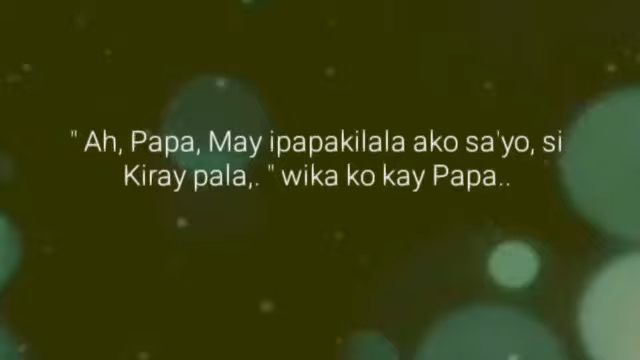 " Ah, Papa, May ipapakilala ako sa'yo, si
Kiray pala,. " wika ko kay Papa..